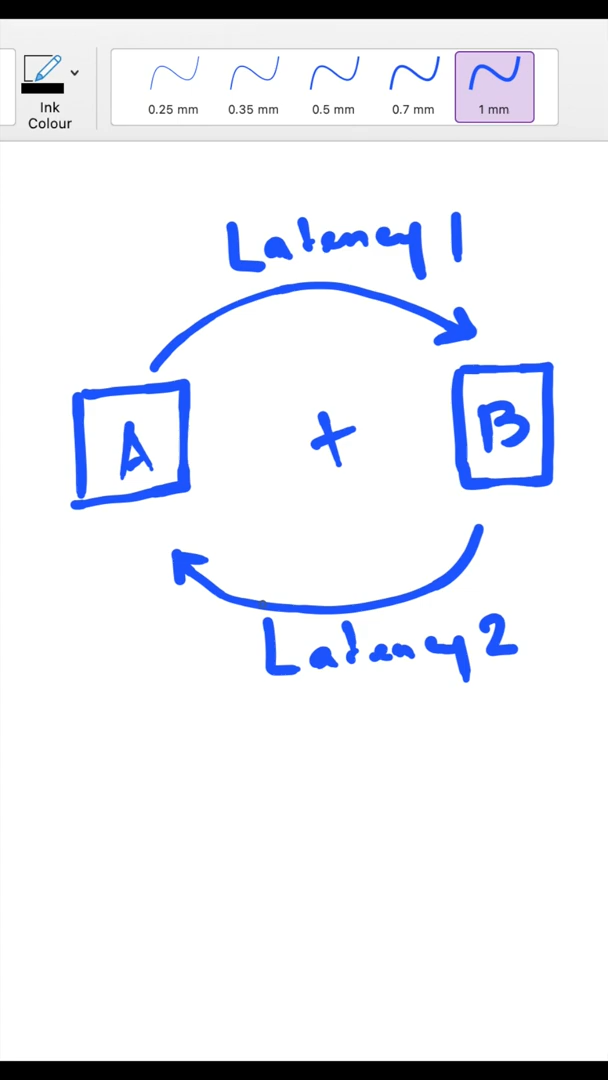 Ink
Colour
0.25 mm
0.35 mm
0.5 mm
0.7 mm
1 mm
Latency 1
A
+
B
Latency 2